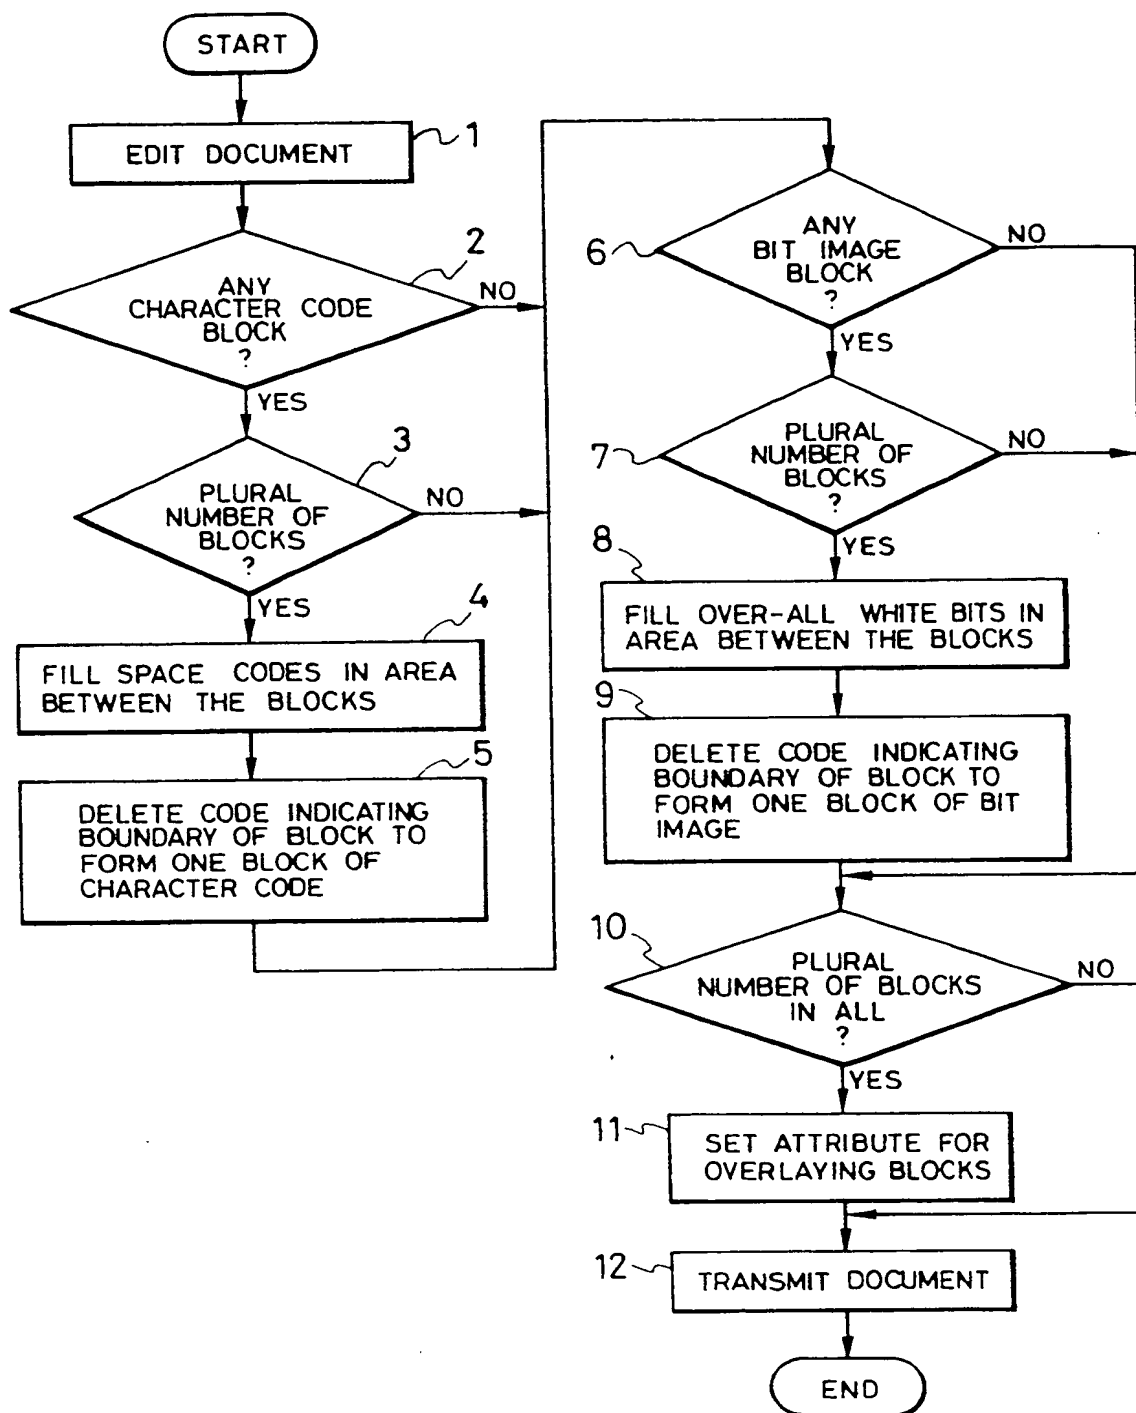 START
EDIT DOCUMENT
1
2
ANY
CHARACTER CODE
BLOCK
?
NO
YES
3
PLURAL
NUMBER OF
BLOCKS
?
NO
YES
4
FILL SPACE CODES IN AREA
BETWEEN THE BLOCKS
5
DELETE CODE INDICATING
BOUNDARY OF BLOCK TO
FORM ONE BLOCK OF
CHARACTER CODE
6
ANY
BIT IMAGE
BLOCK
?
NO
YES
7
PLURAL
NUMBER OF
BLOCKS
?
NO
YES
8
FILL OVER-ALL WHITE BITS IN
AREA BETWEEN THE BLOCKS
9
DELETE CODE INDICATING
BOUNDARY OF BLOCK TO
FORM ONE BLOCK OF BIT
IMAGE
10
PLURAL
NUMBER OF BLOCKS
IN ALL
?
NO
YES
11
SET ATTRIBUTE FOR
OVERLAYING BLOCKS
12
TRANSMIT DOCUMENT
END